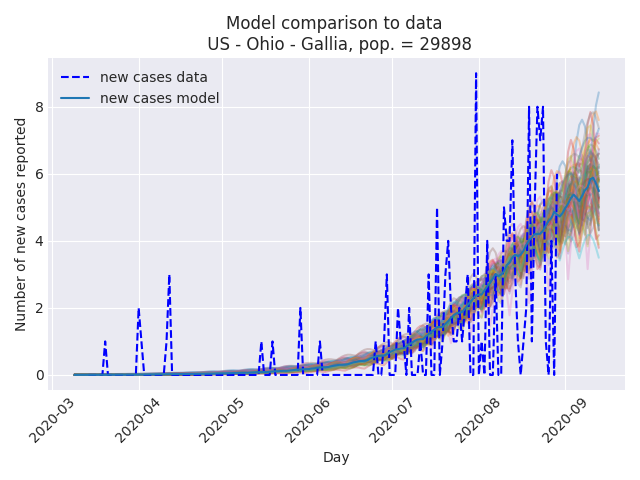 Model comparison to data
US - Ohio - Gallia, pop. = 29898
new cases data
new cases model
Number of new cases reported
8
6
4
2
0
2020-03
2020-04
2020-05
2020-06
2020-07
2020-08
2020-09
Day